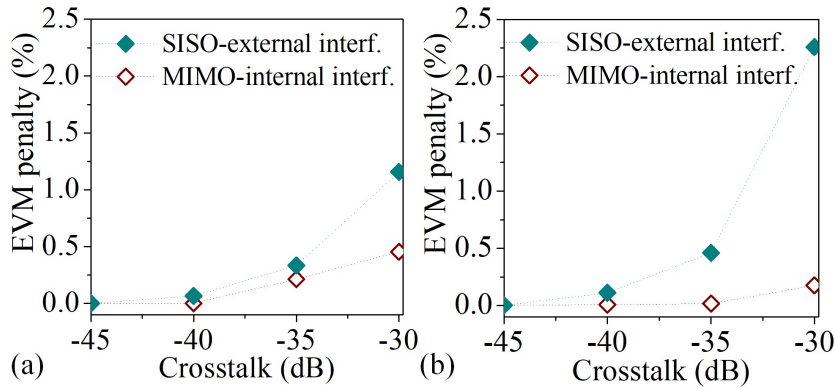 EVM penalty (%)
2.5
2.0
1.5
1.0
0.5
0.0
SISO-external interf.
MIMO-internal interf.
-45
-40
-35
-30
(a)
Crosstalk (dB)
EVM penalty (%)
2.5
2.0
1.5
1.0
0.5
0.0
SISO-external interf.
MIMO-internal interf.
-45
-40
-35
-30
(b)
Crosstalk (dB)